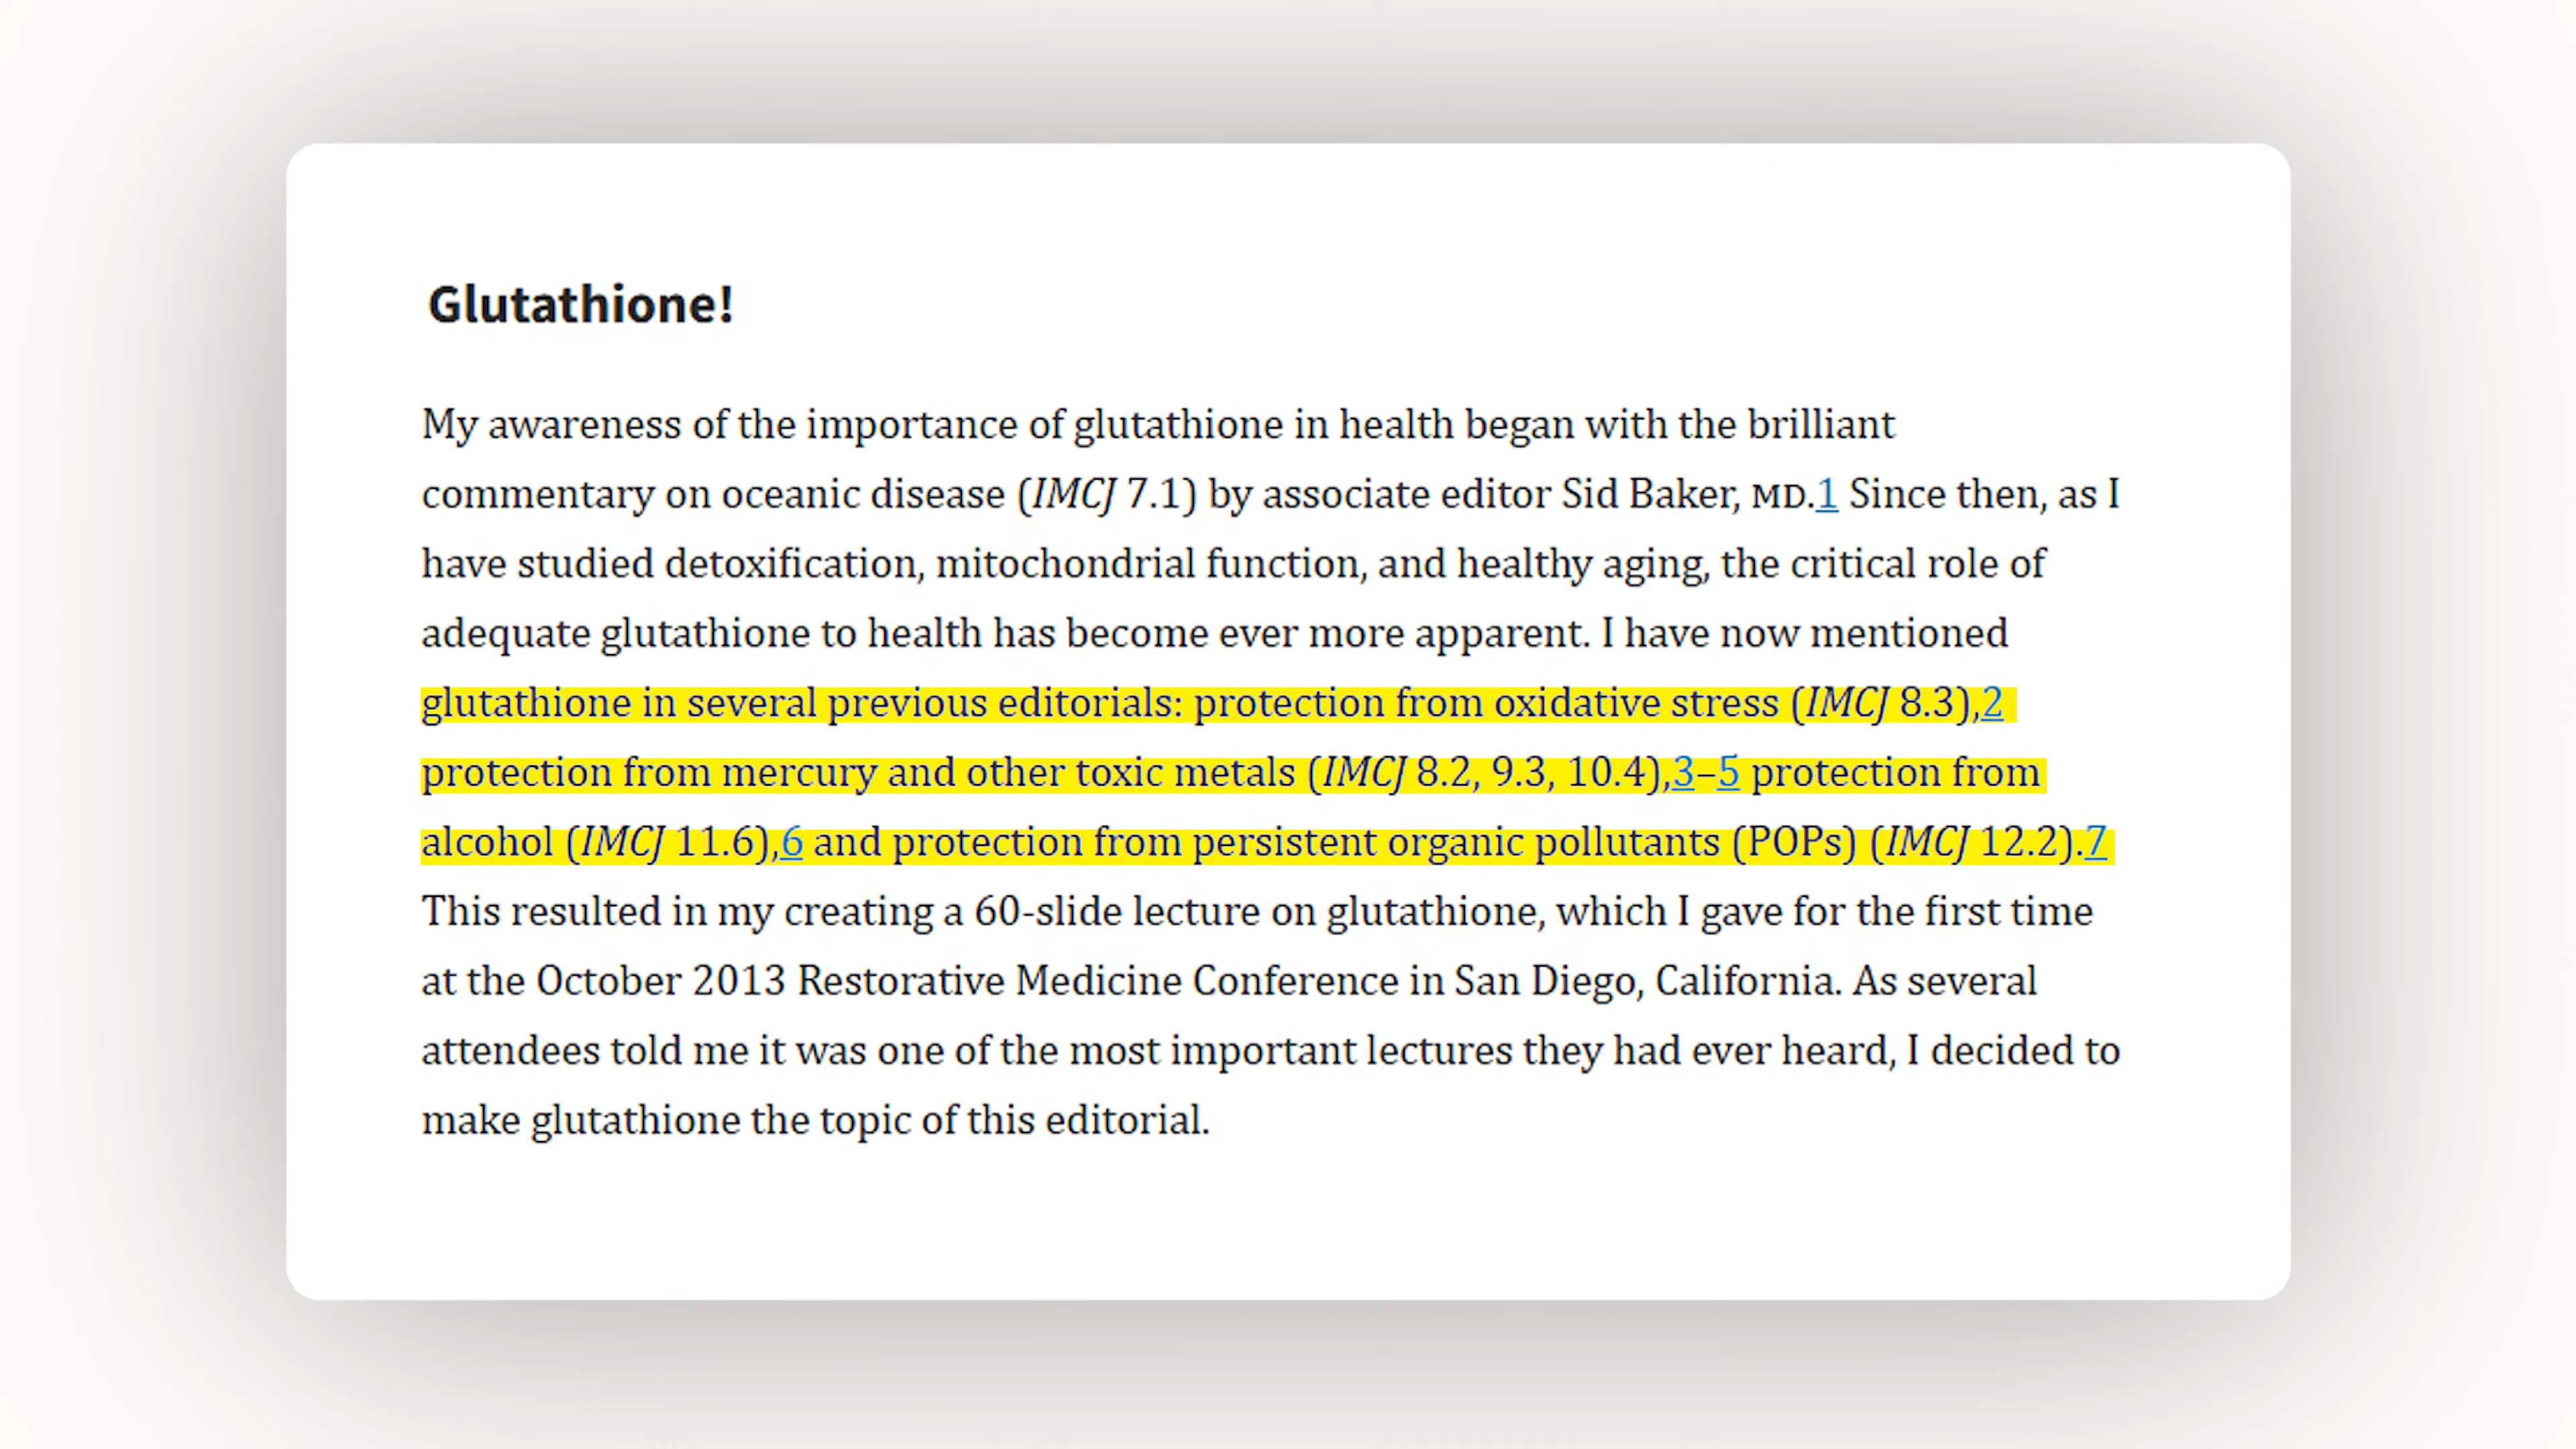 Glutathione!
My awareness of the importance of glutathione in health began with the brilliant
commentary on oceanic disease (IMCJ 7.1) by associate editor Sid Baker, MD.1 Since then, as I
have studied detoxification, mitochondrial function, and healthy aging, the critical role of
adequate glutathione to health has become ever more apparent. I have now mentioned
glutathione in several previous editorials: protection from oxidative stress (IMCJ 8.3),2
protection from mercury and other toxic metals (IMCJ 8.2, 9.3, 10.4),3–5 protection from
alcohol (IMCJ 11.6),6 and protection from persistent organic pollutants (POPs) (IMCJ 12.2).7
This resulted in my creating a 60-slide lecture on glutathione, which I gave for the first time
at the October 2013 Restorative Medicine Conference in San Diego, California. As several
attendees told me it was one of the most important lectures they had ever heard, I decided to
make glutathione the topic of this editorial.